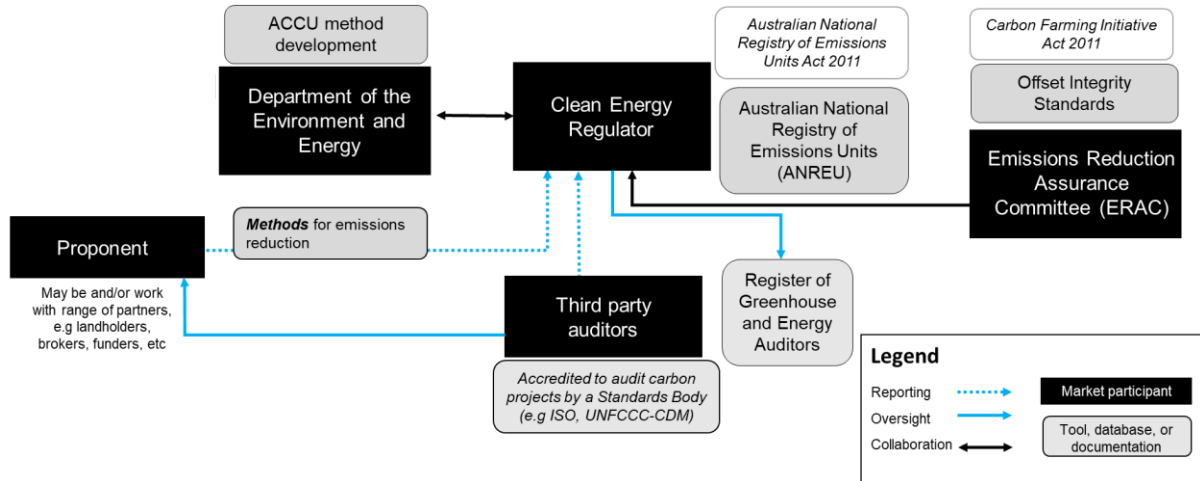 ACCU method
development
Department of the
Environment and
Energy
Clean Energy
Regulator
Australian National
Registry of Emissions
Units Act 2011
Australian National
Registry of
Emissions Units
(ANREU)
Carbon Farming Initiative
Act 2011
Offset Integrity
Standards
Emissions Reduction
Assurance
Committee (ERAC)
Proponent
May be and/or work
with range of partners,
e.g landholders,
brokers, funders, etc
Methods for emissions
reduction
Third party
auditors
Accredited to audit carbon
projects by a Standards Body
(e.g ISO, UNFCCC-CDM)
Register of
Greenhouse
and Energy
Auditors
Legend
Reporting
Oversight
Collaboration
Market participant
Tool, database, or
documentation